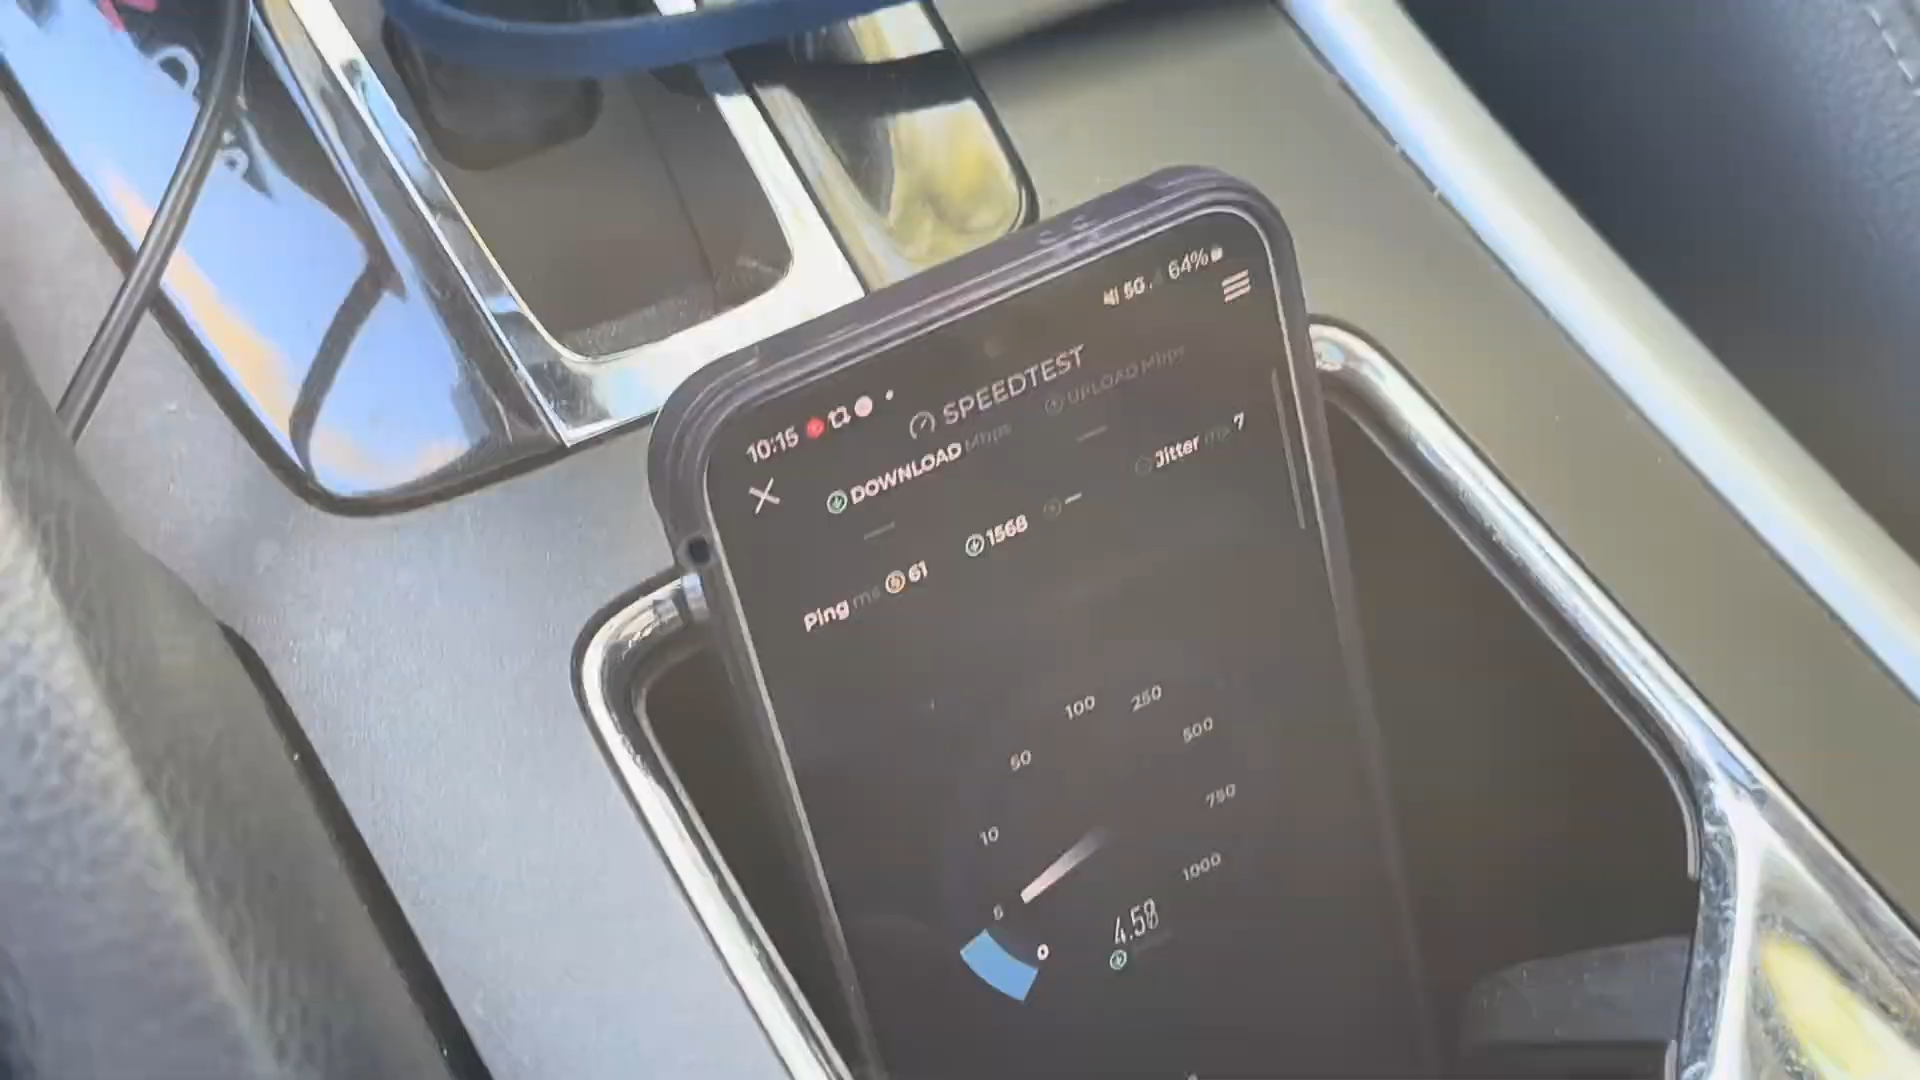 10:15
5G 64%
SPEEDTEST
DOWNLOAD Mbps
UPLOAD Mbps
Ping ms 61
1568
Jitter ms 7
0
5
10
50
100
250
500
750
1000
4.58